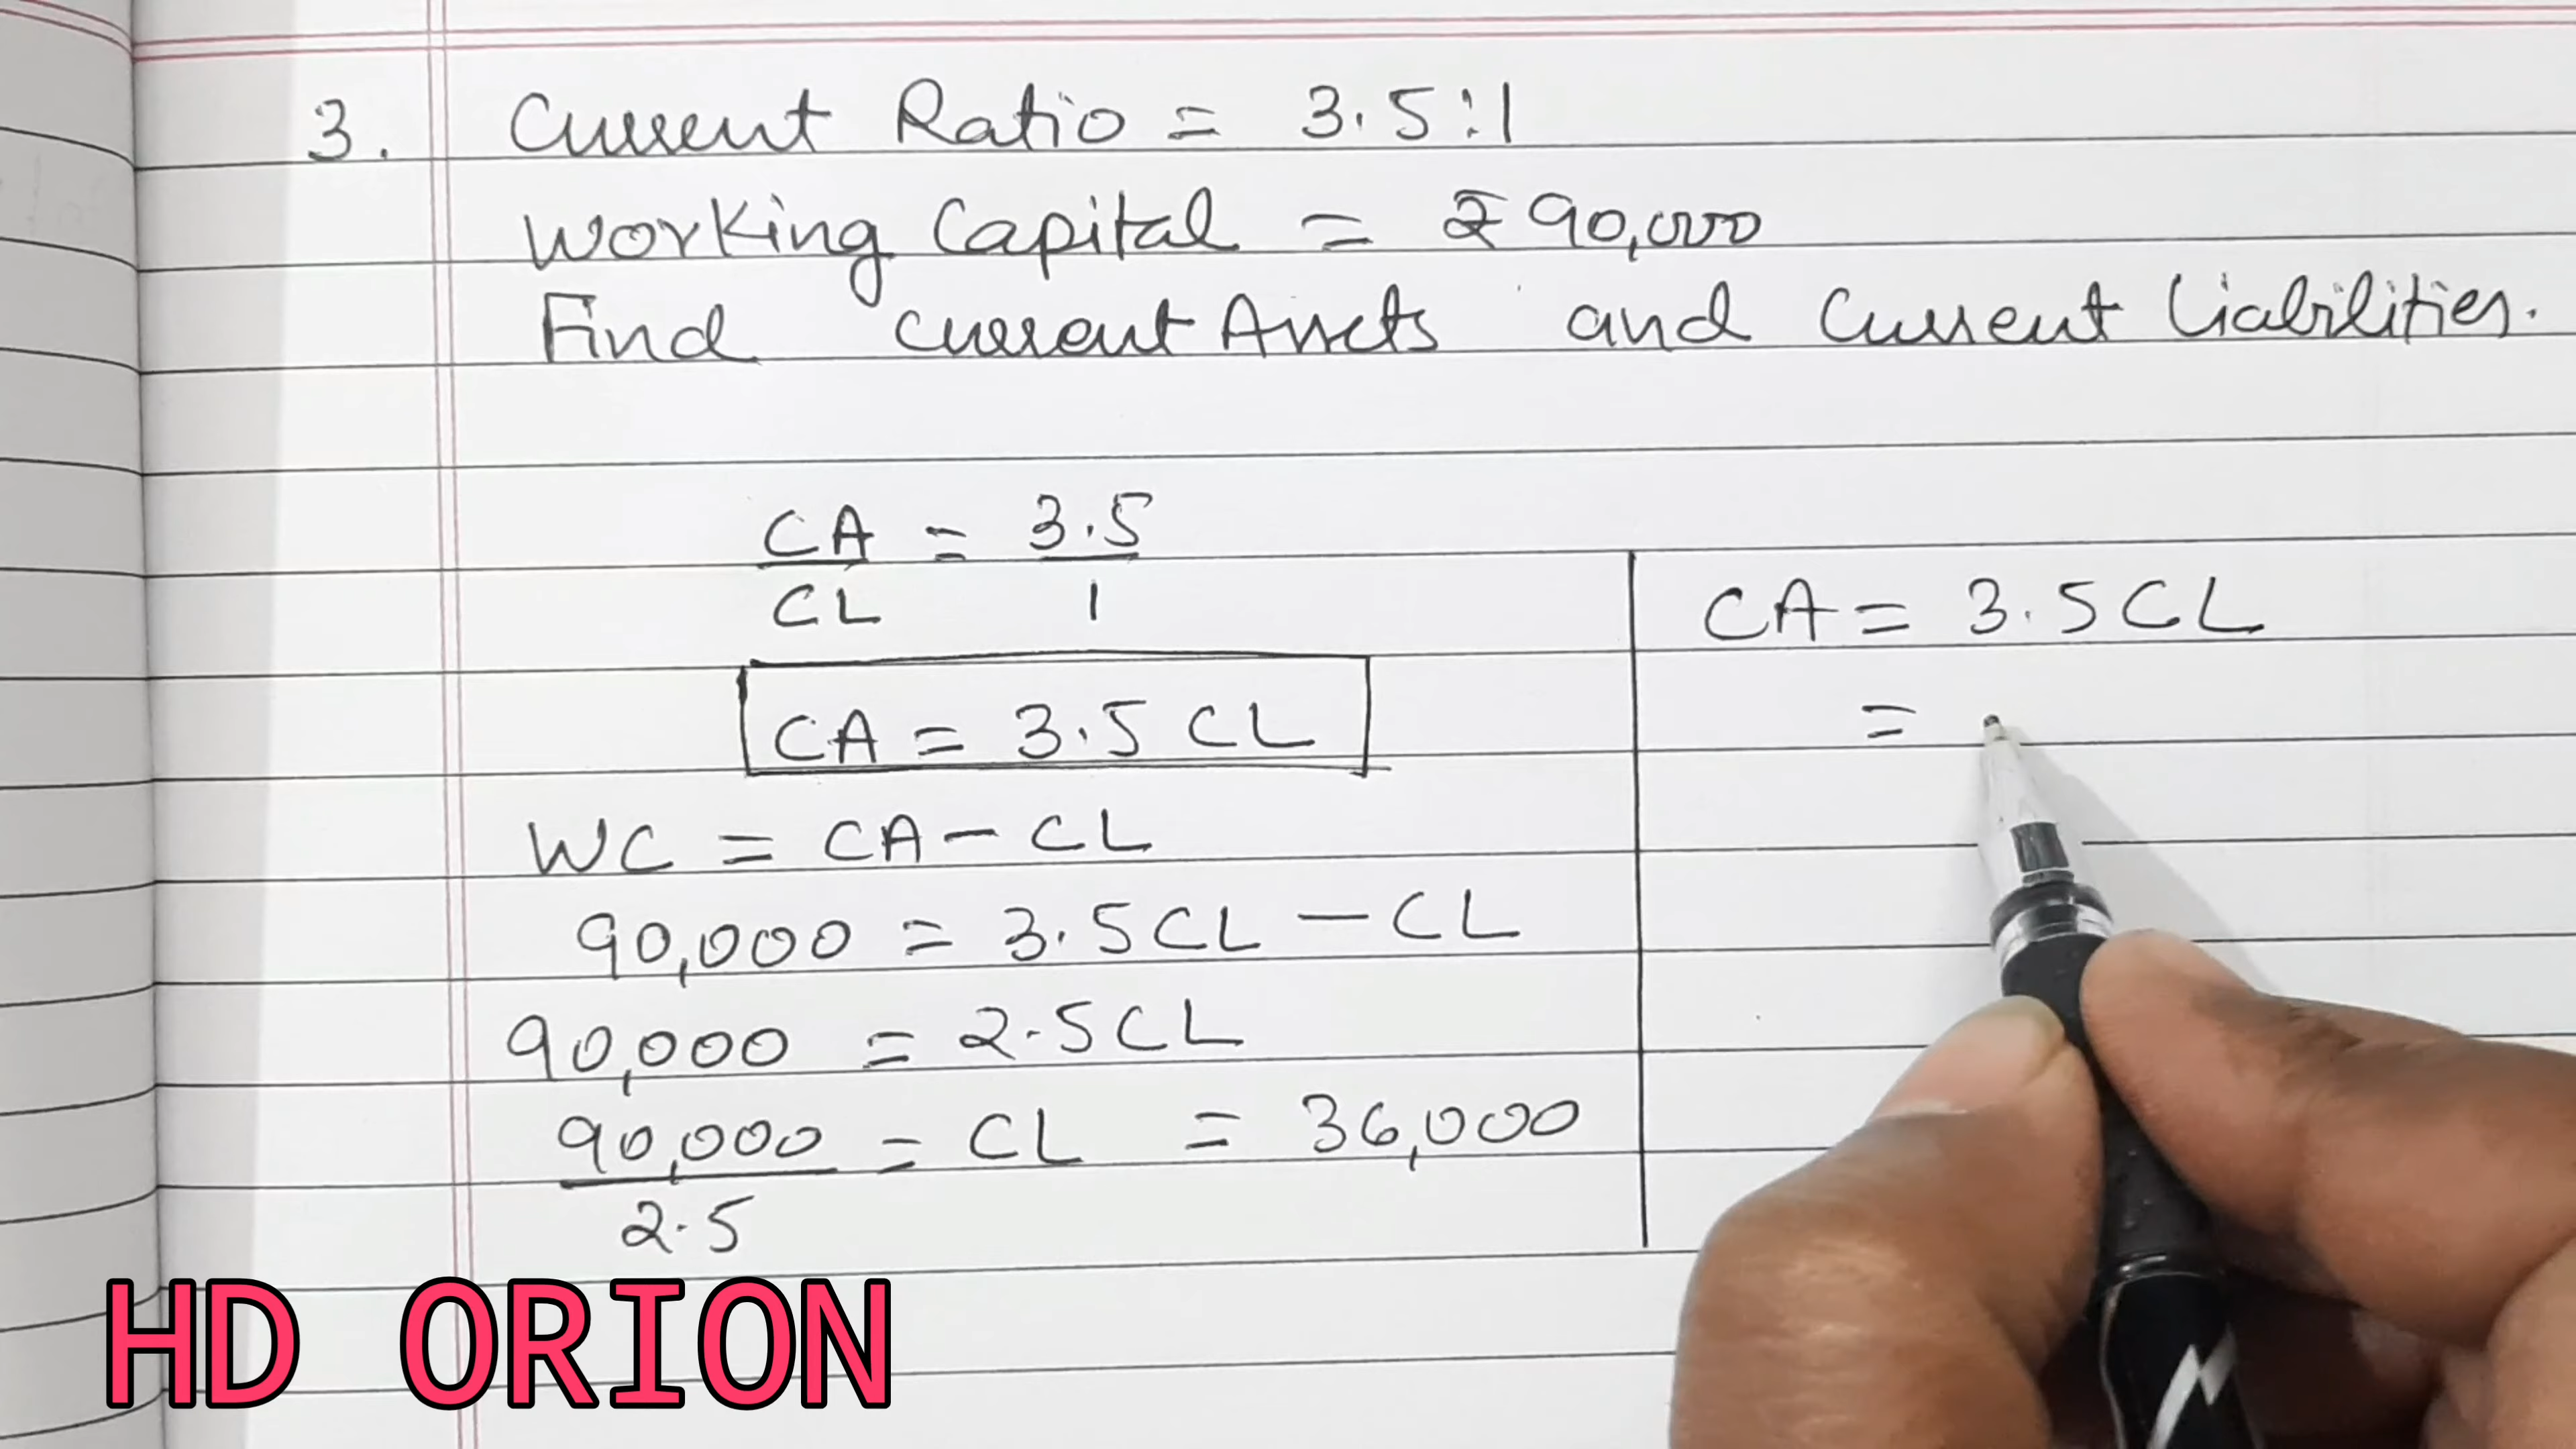 3. Current Ratio = 3.5:1
Working Capital = ₹90,000
Find Current Assets and Current Liabilities.
CA/CL = 3.5/1
CA = 3.5 CL
WC = CA - CL
90,000 = 3.5CL - CL
90,000 = 2.5CL
90,000/2.5 = CL = 36,000
CA = 3.5CL
=
HD ORION